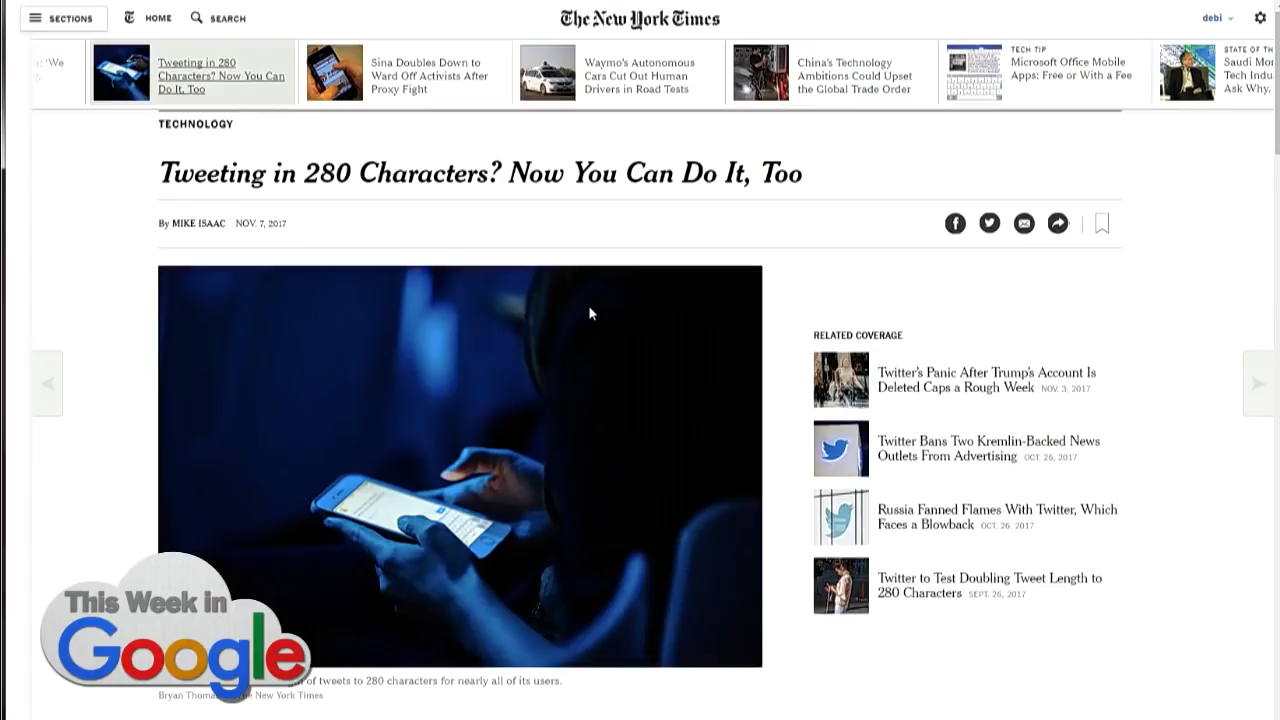 SECTIONS
HOME
SEARCH
The New York Times
debi
: 'We
Tweeting in 280
Characters? Now You Can
Do It, Too
Sina Doubles Down to
Ward Off Activists After
Proxy Fight
Waymo's Autonomous
Cars Cut Out Human
Drivers in Road Tests
China's Technology
Ambitions Could Upset
the Global Trade Order
TECH TIP
Microsoft Office Mobile
Apps: Free or With a Fee
STATE OF TH
Saudi Mor
Tech Indu
Ask Why.
TECHNOLOGY
Tweeting in 280 Characters? Now You Can Do It, Too
By MIKE ISAAC NOV. 7, 2017
RELATED COVERAGE
Twitter's Panic After Trump's Account Is
Deleted Caps a Rough Week NOV. 3, 2017
Twitter Bans Two Kremlin-Backed News
Outlets From Advertising OCT. 26, 2017
Russia Fanned Flames With Twitter, Which
Faces a Blowback OCT. 26, 2017
Twitter to Test Doubling Tweet Length to
280 Characters SEPT. 26, 2017
This Week in
Google
of tweets to 280 characters for nearly all of its users.
Bryan Thoma New York Times